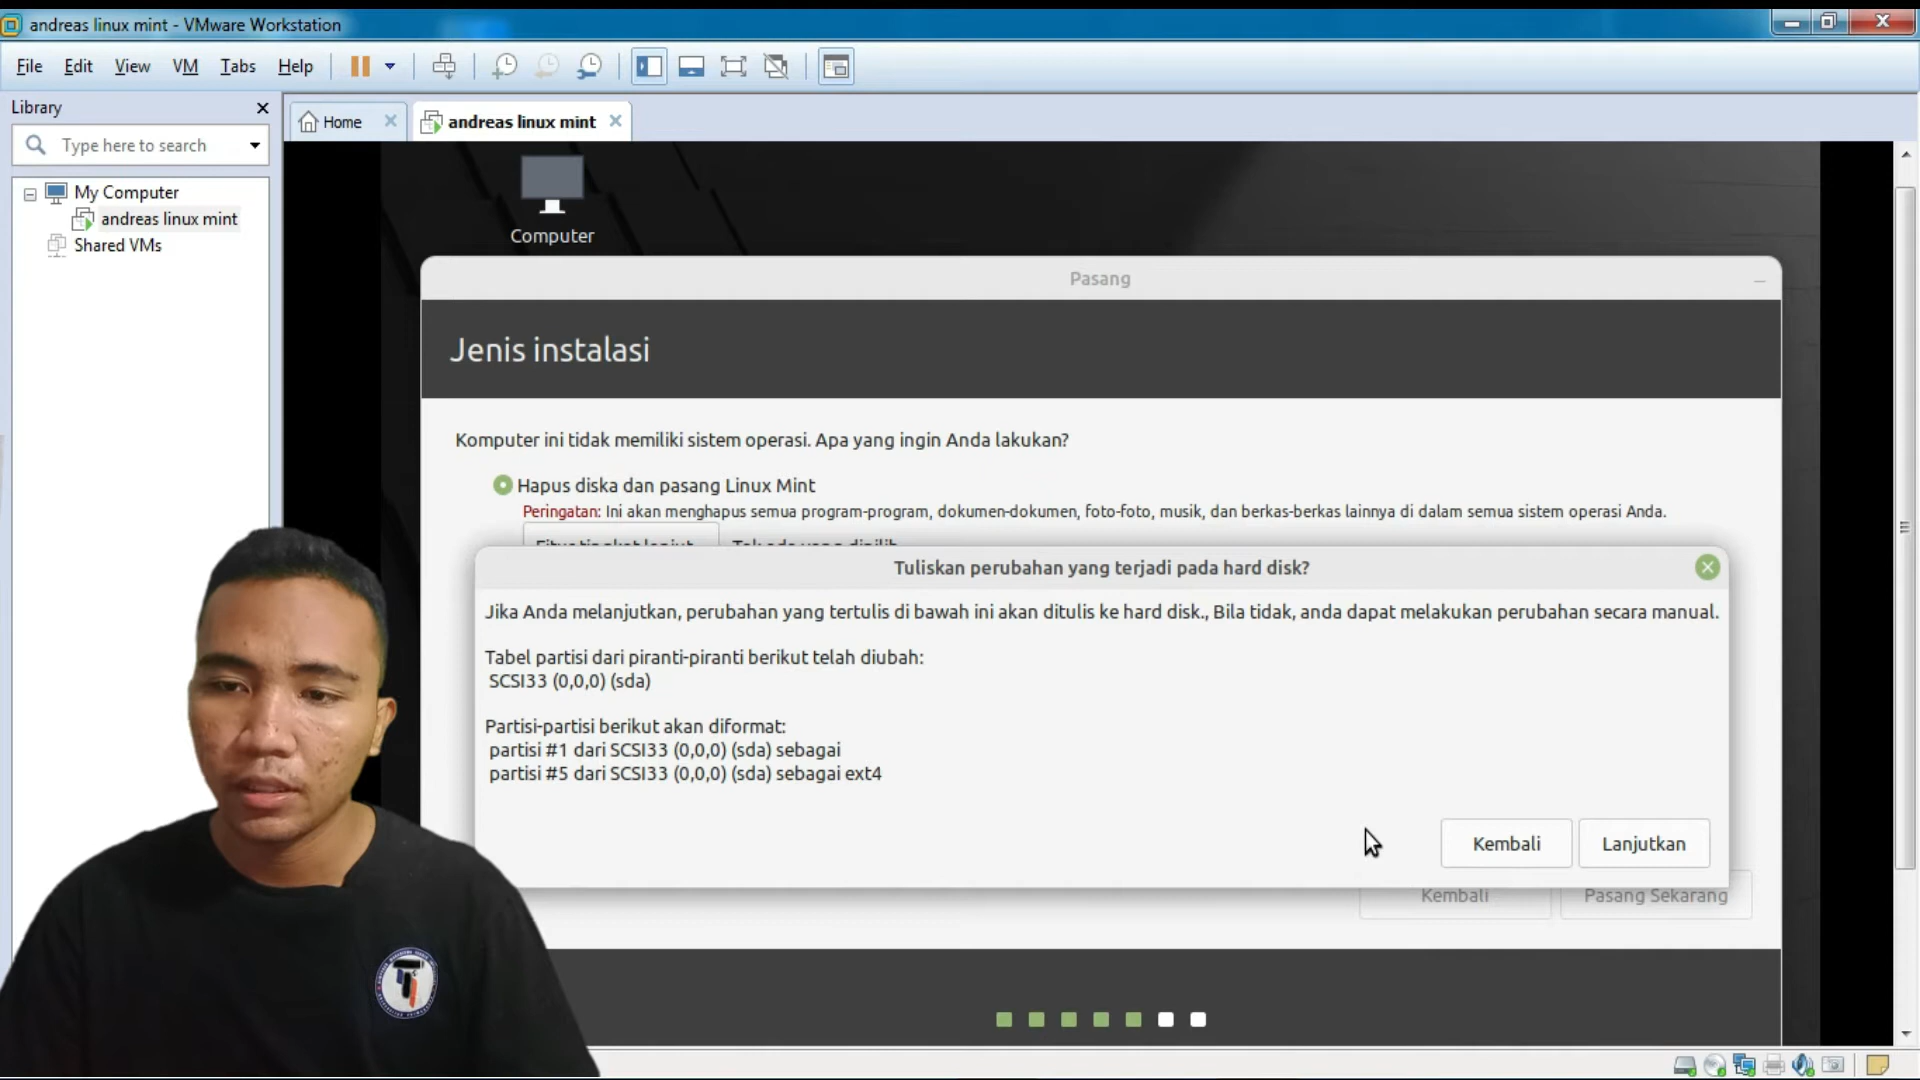 andreas linux mint - VMware Workstation
File Edit View VM Tabs Help
Library
Type here to search
My Computer
andreas linux mint
Shared VMs
Home
andreas linux mint
Computer
Pasang
Jenis instalasi
Komputer ini tidak memiliki sistem operasi. Apa yang ingin Anda lakukan?
Hapus diska dan pasang Linux Mint
Peringatan: Ini akan menghapus semua program-program, dokumen-dokumen, foto-foto, musik, dan berkas-berkas lainnya di dalam semua sistem operasi Anda.
Fitur tingkat lanjut... Tak ada yang dipilih
Tuliskan perubahan yang terjadi pada hard disk?
Jika Anda melanjutkan, perubahan yang tertulis di bawah ini akan ditulis ke hard disk., Bila tidak, anda dapat melakukan perubahan secara manual.
Tabel partisi dari piranti-piranti berikut telah diubah:
SCSI33 (0,0,0) (sda)
Partisi-partisi berikut akan diformat:
partisi #1 dari SCSI33 (0,0,0) (sda) sebagai
partisi #5 dari SCSI33 (0,0,0) (sda) sebagai ext4
Kembali Lanjutkan
Kembali Pasang Sekarang